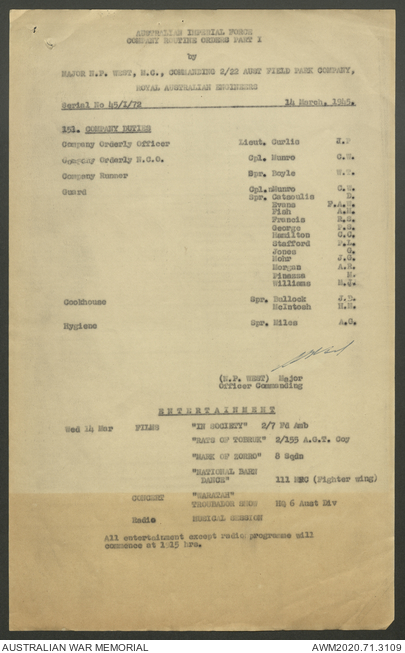 AUSTRALIAN IMPERIAL FORCE
COMPANY ROUTINE ORDERS PART I
by
MAJOR N.F. WEST, M.C., COMMANDING 2/22 AUST FIELD PARK COMPANY,
ROYAL AUSTRALIAN ENGINEERS
Serial No 45/I/72 14 March, 1945.
151. COMPANY DUTIES
Company Orderly Officer Lieut. Curlic J.F
Company Orderly N.C.O. Cpl. Munro
Company Runner Spr. Boyle
Guard Cpl. Munro
Spr. Catsoulis
Evans
Fish
Francis
George
Hamilton
Stafford
Jones
Mohr
Morgan
Pinazza
Williams
Cookhouse Spr. Bullock
McIntosh
Hygiene Spr. Miles A.C.
(N.F. WEST) Major
Officer Commanding
ENTERTAINMENT
Wed 14 Mar FILMS "IN SOCIETY" 2/7 Fd Amb
"RATS OF TOBRUK" 2/155 A.G.T. Coy
"MARK OF ZORRO" 8 Sqdn
"NATIONAL BARN
DANCE" 111 (Fighter wing)
CONCERT "WARATAH"
TROUBADOR SHOW HQ 6 Aust Div
Radio MUSICAL SESSION
All entertainment except radio programme will
commence at 1915 hrs.
AUSTRALIAN WAR MEMORIAL AWM2020.71.3109